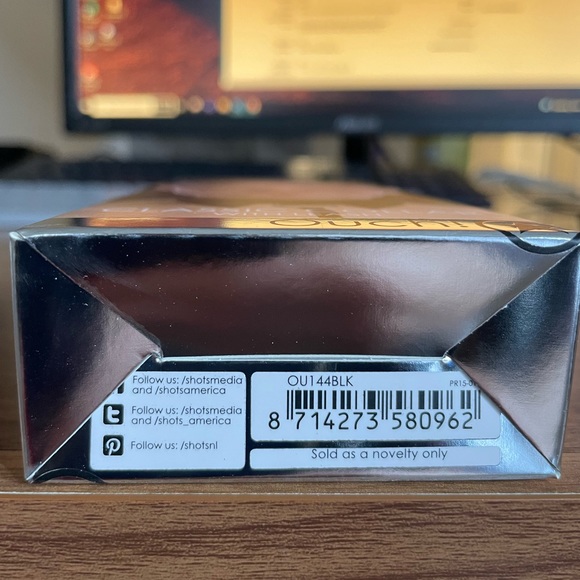 Ouch!
Follow us: /shotsmedia
and /shotsamerica
Follow us: /shotsmedia
and /shots_america
Follow us: /shotsnl
OU144BLK
8 714273 580962
Sold as a novelty only